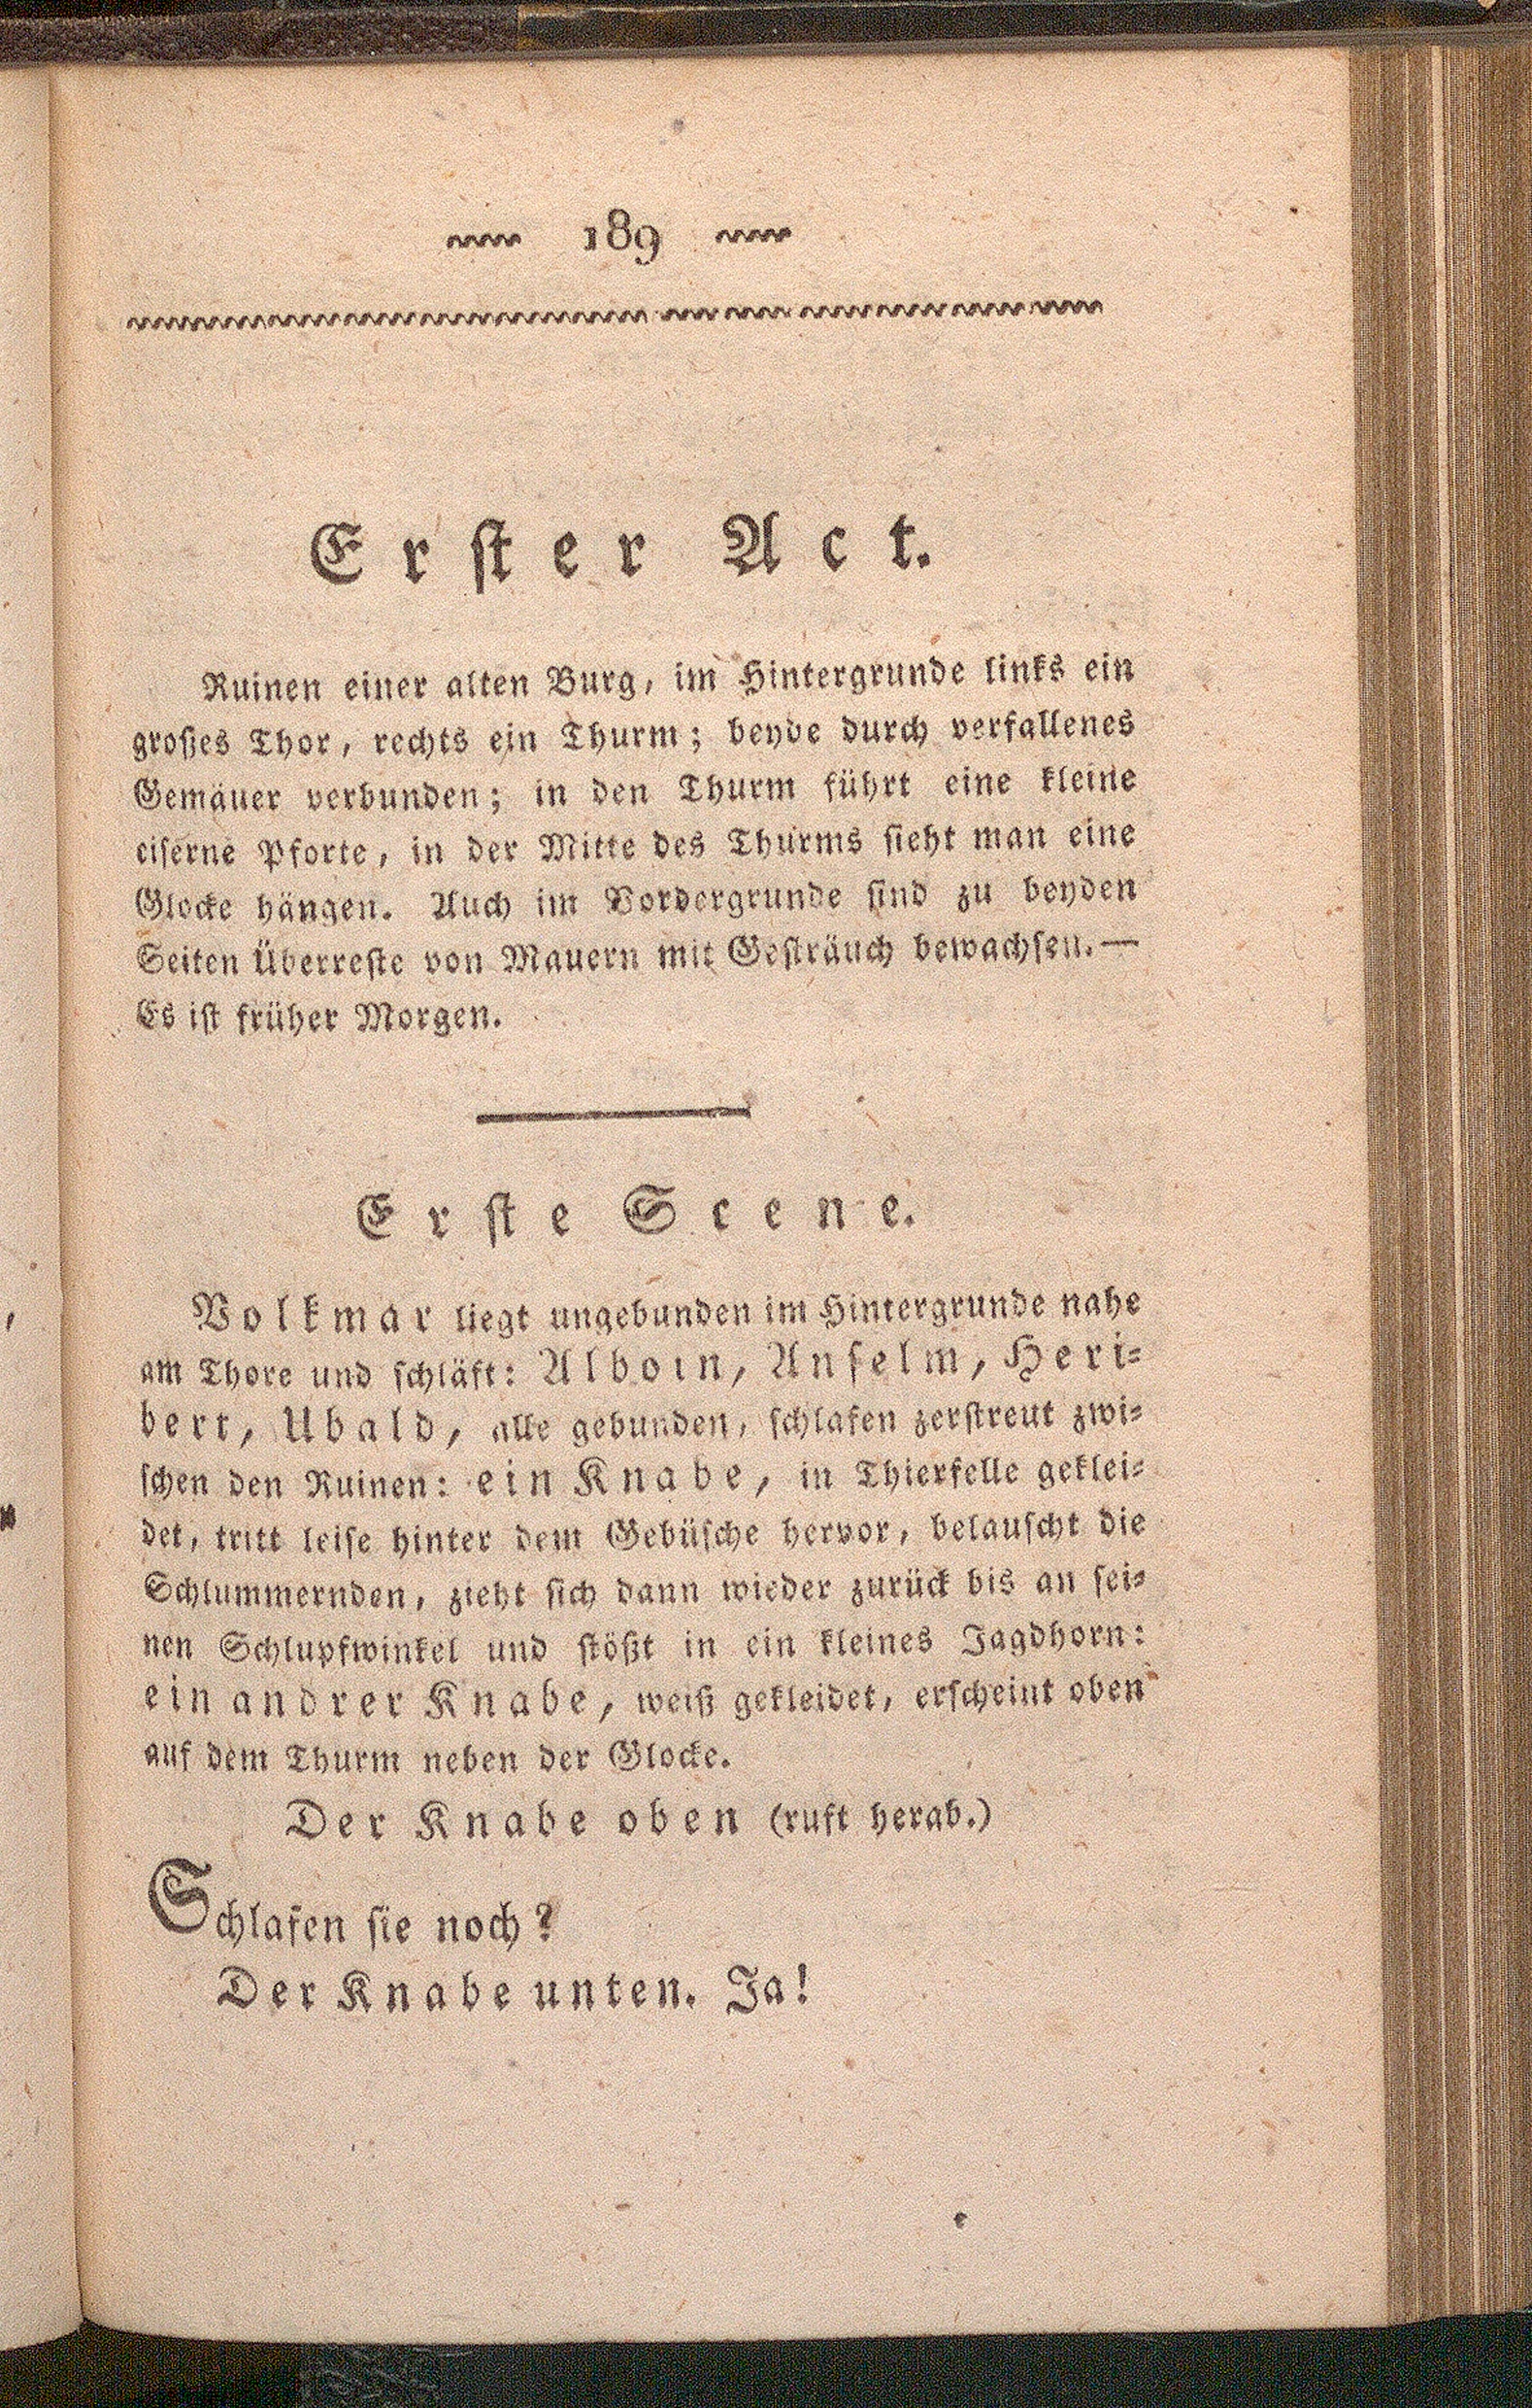 189
Erster Act.
Ruinen einer alten Burg, im Hintergrunde links ein
großes Thor, rechts ein Thurm; beyde durch verfallenes
Gemäuer verbunden; in den Thurm führt eine kleine
eiserne Pforte, in der Mitte des Thurms sieht man eine
Glocke hängen. Auch im Vordergrunde sind zu beyden
Seiten Überreste von Mauern mit Gesträuch bewachsen.—
Es ist früher Morgen.
Erste Scene.
Volkmar liegt ungebunden im Hintergrunde nahe
am Thore und schläft: Alboin, Anselm, Heri-
bert, Ubald, alle gebunden, schlafen zerstreut zwi-
schen den Ruinen: ein Knabe, in Thierfelle geklei-
det, tritt leise hinter dem Gebüsche hervor, belauscht die
Schlummernden, zieht sich dann wieder zurück bis an sei-
nen Schlupfwinkel und stößt in ein kleines Jagdhorn:
ein andrer Knabe, weiß gekleidet, erscheint oben
auf dem Thurm neben der Glocke.
Der Knabe oben (ruft herab.)
Schlafen sie noch?
Der Knabe unten. Ja!